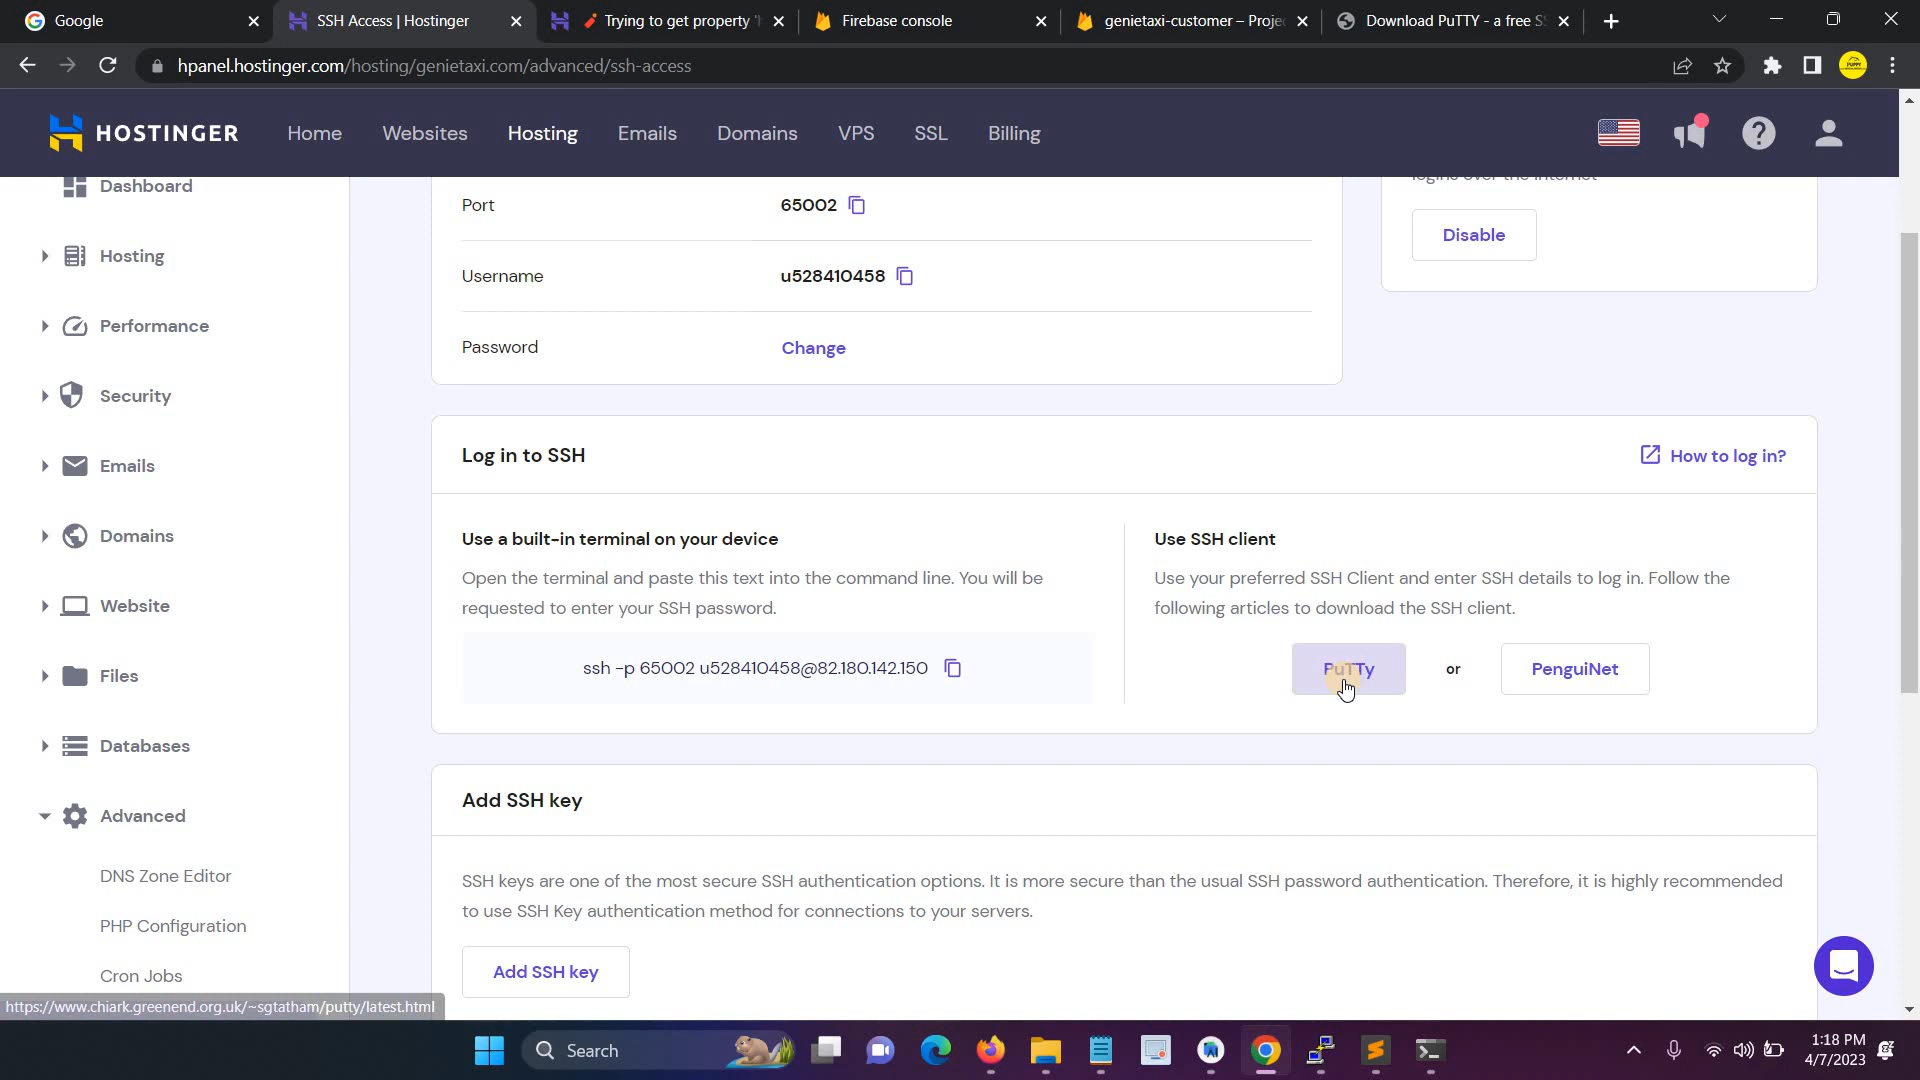 Google
SSH Access | Hostinger
Trying to get property 'h
Firebase console
genietaxi-customer – Projec
Download PuTTY - a free SS
hpanel.hostinger.com/hosting/genietaxi.com/advanced/ssh-access
HOSTINGER
Home
Websites
Hosting
Emails
Domains
VPS
SSL
Billing
Dashboard
Hosting
Performance
Security
Emails
Domains
Website
Files
Databases
Advanced
DNS Zone Editor
PHP Configuration
Cron Jobs
Port
65002
Username
u528410458
Password
Change
logins over the internet
Disable
Log in to SSH
How to log in?
Use a built-in terminal on your device
Open the terminal and paste this text into the command line. You will be
requested to enter your SSH password.
ssh -p 65002 u528410458@82.180.142.150
Use SSH client
Use your preferred SSH Client and enter SSH details to log in. Follow the
following articles to download the SSH client.
PuTTy
or
PenguiNet
Add SSH key
SSH keys are one of the most secure SSH authentication options. It is more secure than the usual SSH password authentication. Therefore, it is highly recommended
to use SSH Key authentication method for connections to your servers.
Add SSH key
https://www.chiark.greenend.org.uk/~sgtatham/putty/latest.html
Search
1:18 PM
4/7/2023